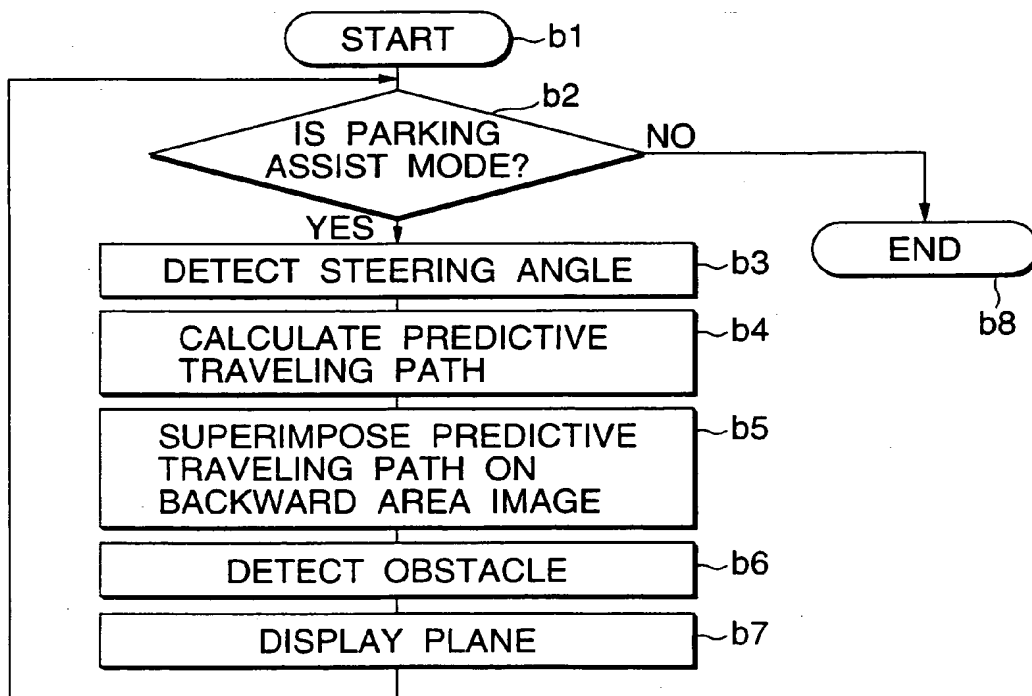 START
b1
b2
IS PARKING
ASSIST MODE?
NO
YES
END
b8
DETECT STEERING ANGLE
b3
CALCULATE PREDICTIVE
TRAVELING PATH
b4
SUPERIMPOSE PREDICTIVE
TRAVELING PATH ON
BACKWARD AREA IMAGE
b5
DETECT OBSTACLE
b6
DISPLAY PLANE
b7